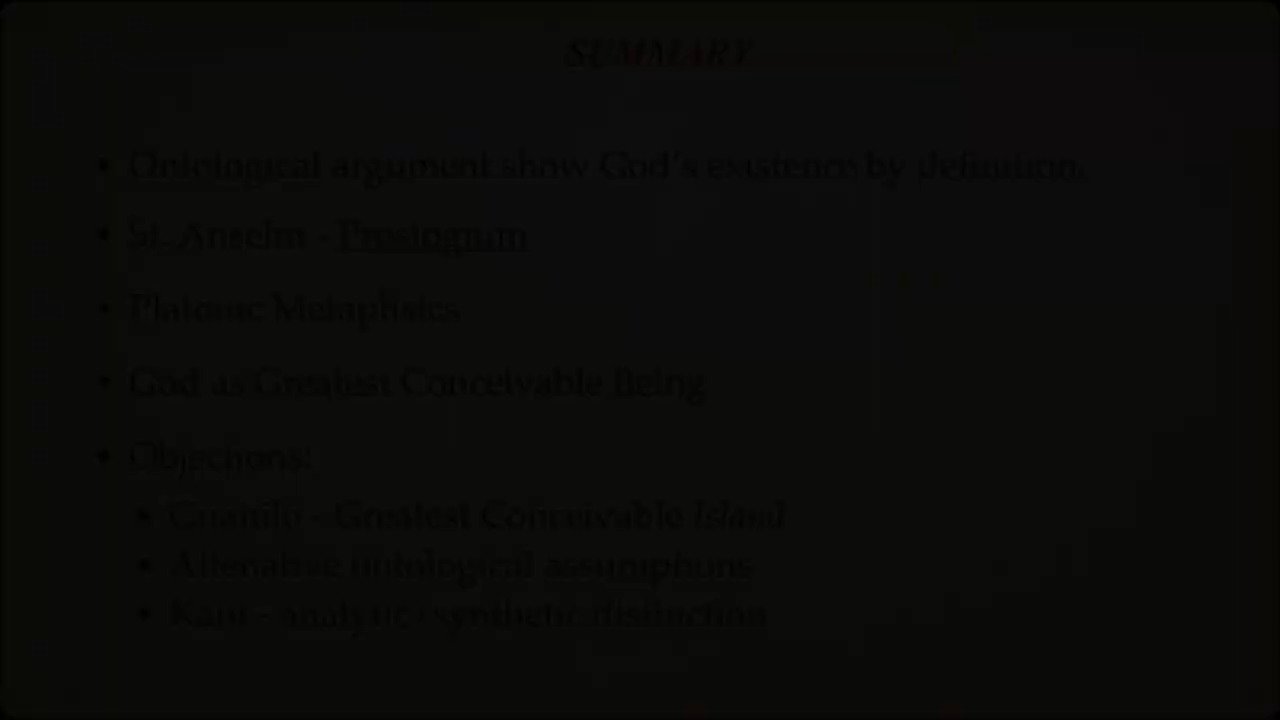 SUMMARY
• Ontological argument show God's existence by definition.
• St. Anselm - Proslogium
• Platonic Metaphsics
• God as Greatest Conceivable Being
• Objections:
• Guanilo - Greatest Conceivable Island
• Alternative ontological assumptions
• Kant - analytic/synthetic distinction